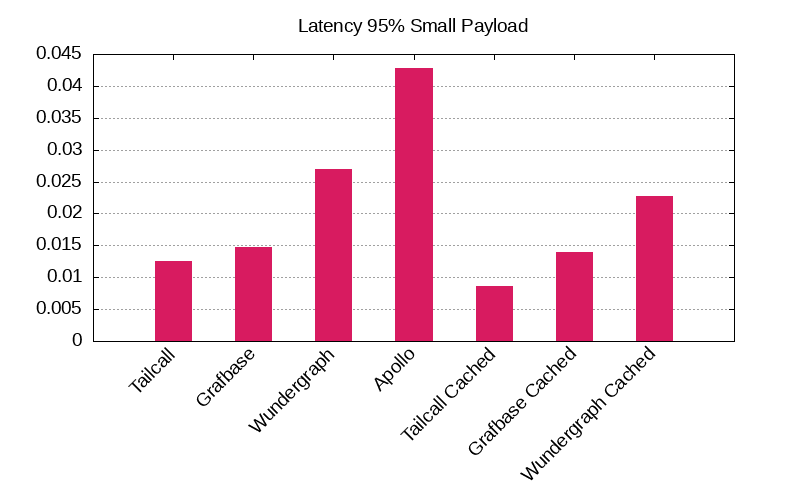 Latency 95% Small Payload
0.045
0.04
0.035
0.03
0.025
0.02
0.015
0.01
0.005
0
Tailcall
Grafbase
Wundergraph
Apollo
Tailcall Cached
Grafbase Cached
Wundergraph Cached